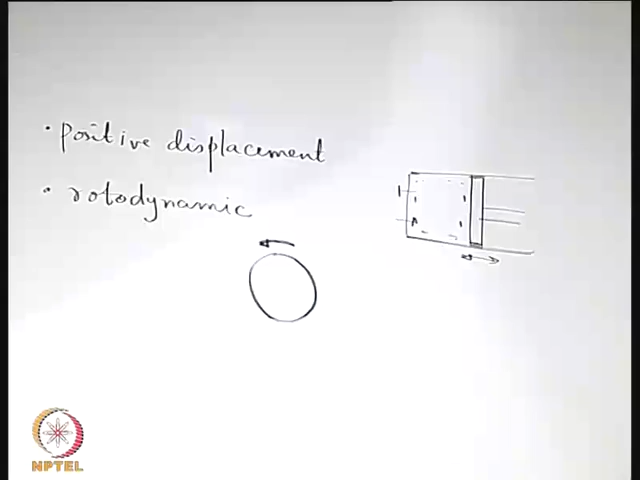 • positive displacement
• rotodynamic
NPTEL